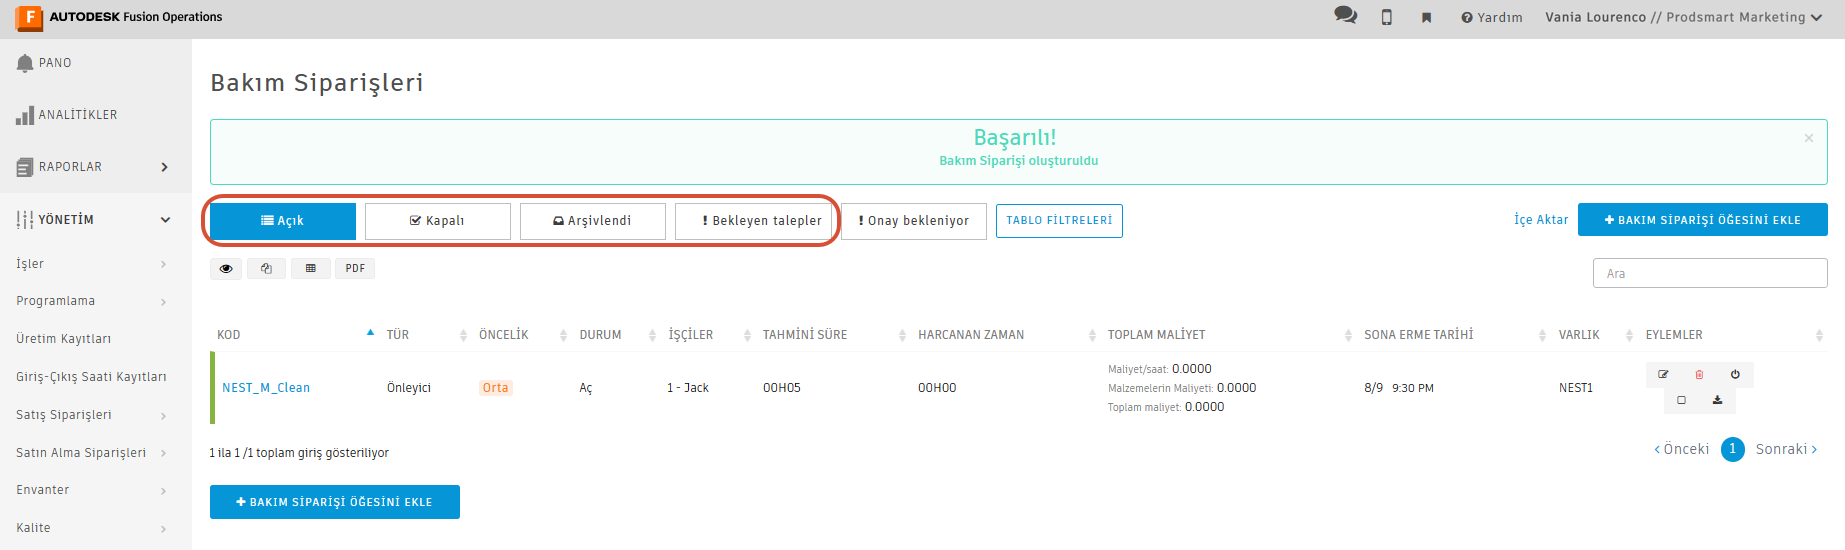 AUTODESK Fusion Operations
Yardım
Vania Lourenco // Prodsmart Marketing
PANO
ANALİTİKLER
RAPORLAR
YÖNETİM
İşler
Programlama
Üretim Kayıtları
Giriş-Çıkış Saati Kayıtları
Satış Siparişleri
Satın Alma Siparişleri
Envanter
Kalite
Bakım Siparişleri
Başarılı!
×
Bakım Siparişi oluşturuldu
Açık
Kapalı
Arşivlendi
Bekleyen talepler
Onay bekleniyor
TABLO FİLTRELERİ
İçe Aktar
+ BAKIM SİPARİŞİ ÖĞESİNİ EKLE
PDF
Ara
KOD TÜR ÖNCELİK DURUM İŞÇİLER TAHMİNİ SÜRE HARCANAN ZAMAN TOPLAM MALİYET SONA ERME TARİHİ VARLIK EYLEMLER
NEST_M_Clean Önleyici Orta Aç 1 - Jack 00H05 00H00
Maliyet/saat: 0.0000
Malzemelerin Maliyeti: 0.0000
Toplam maliyet: 0.0000
8/9 9:30 PM NEST1
1 ila 1 /1 toplam giriş gösteriliyor
‹ Önceki 1 Sonraki ›
+ BAKIM SİPARİŞİ ÖĞESİNİ EKLE